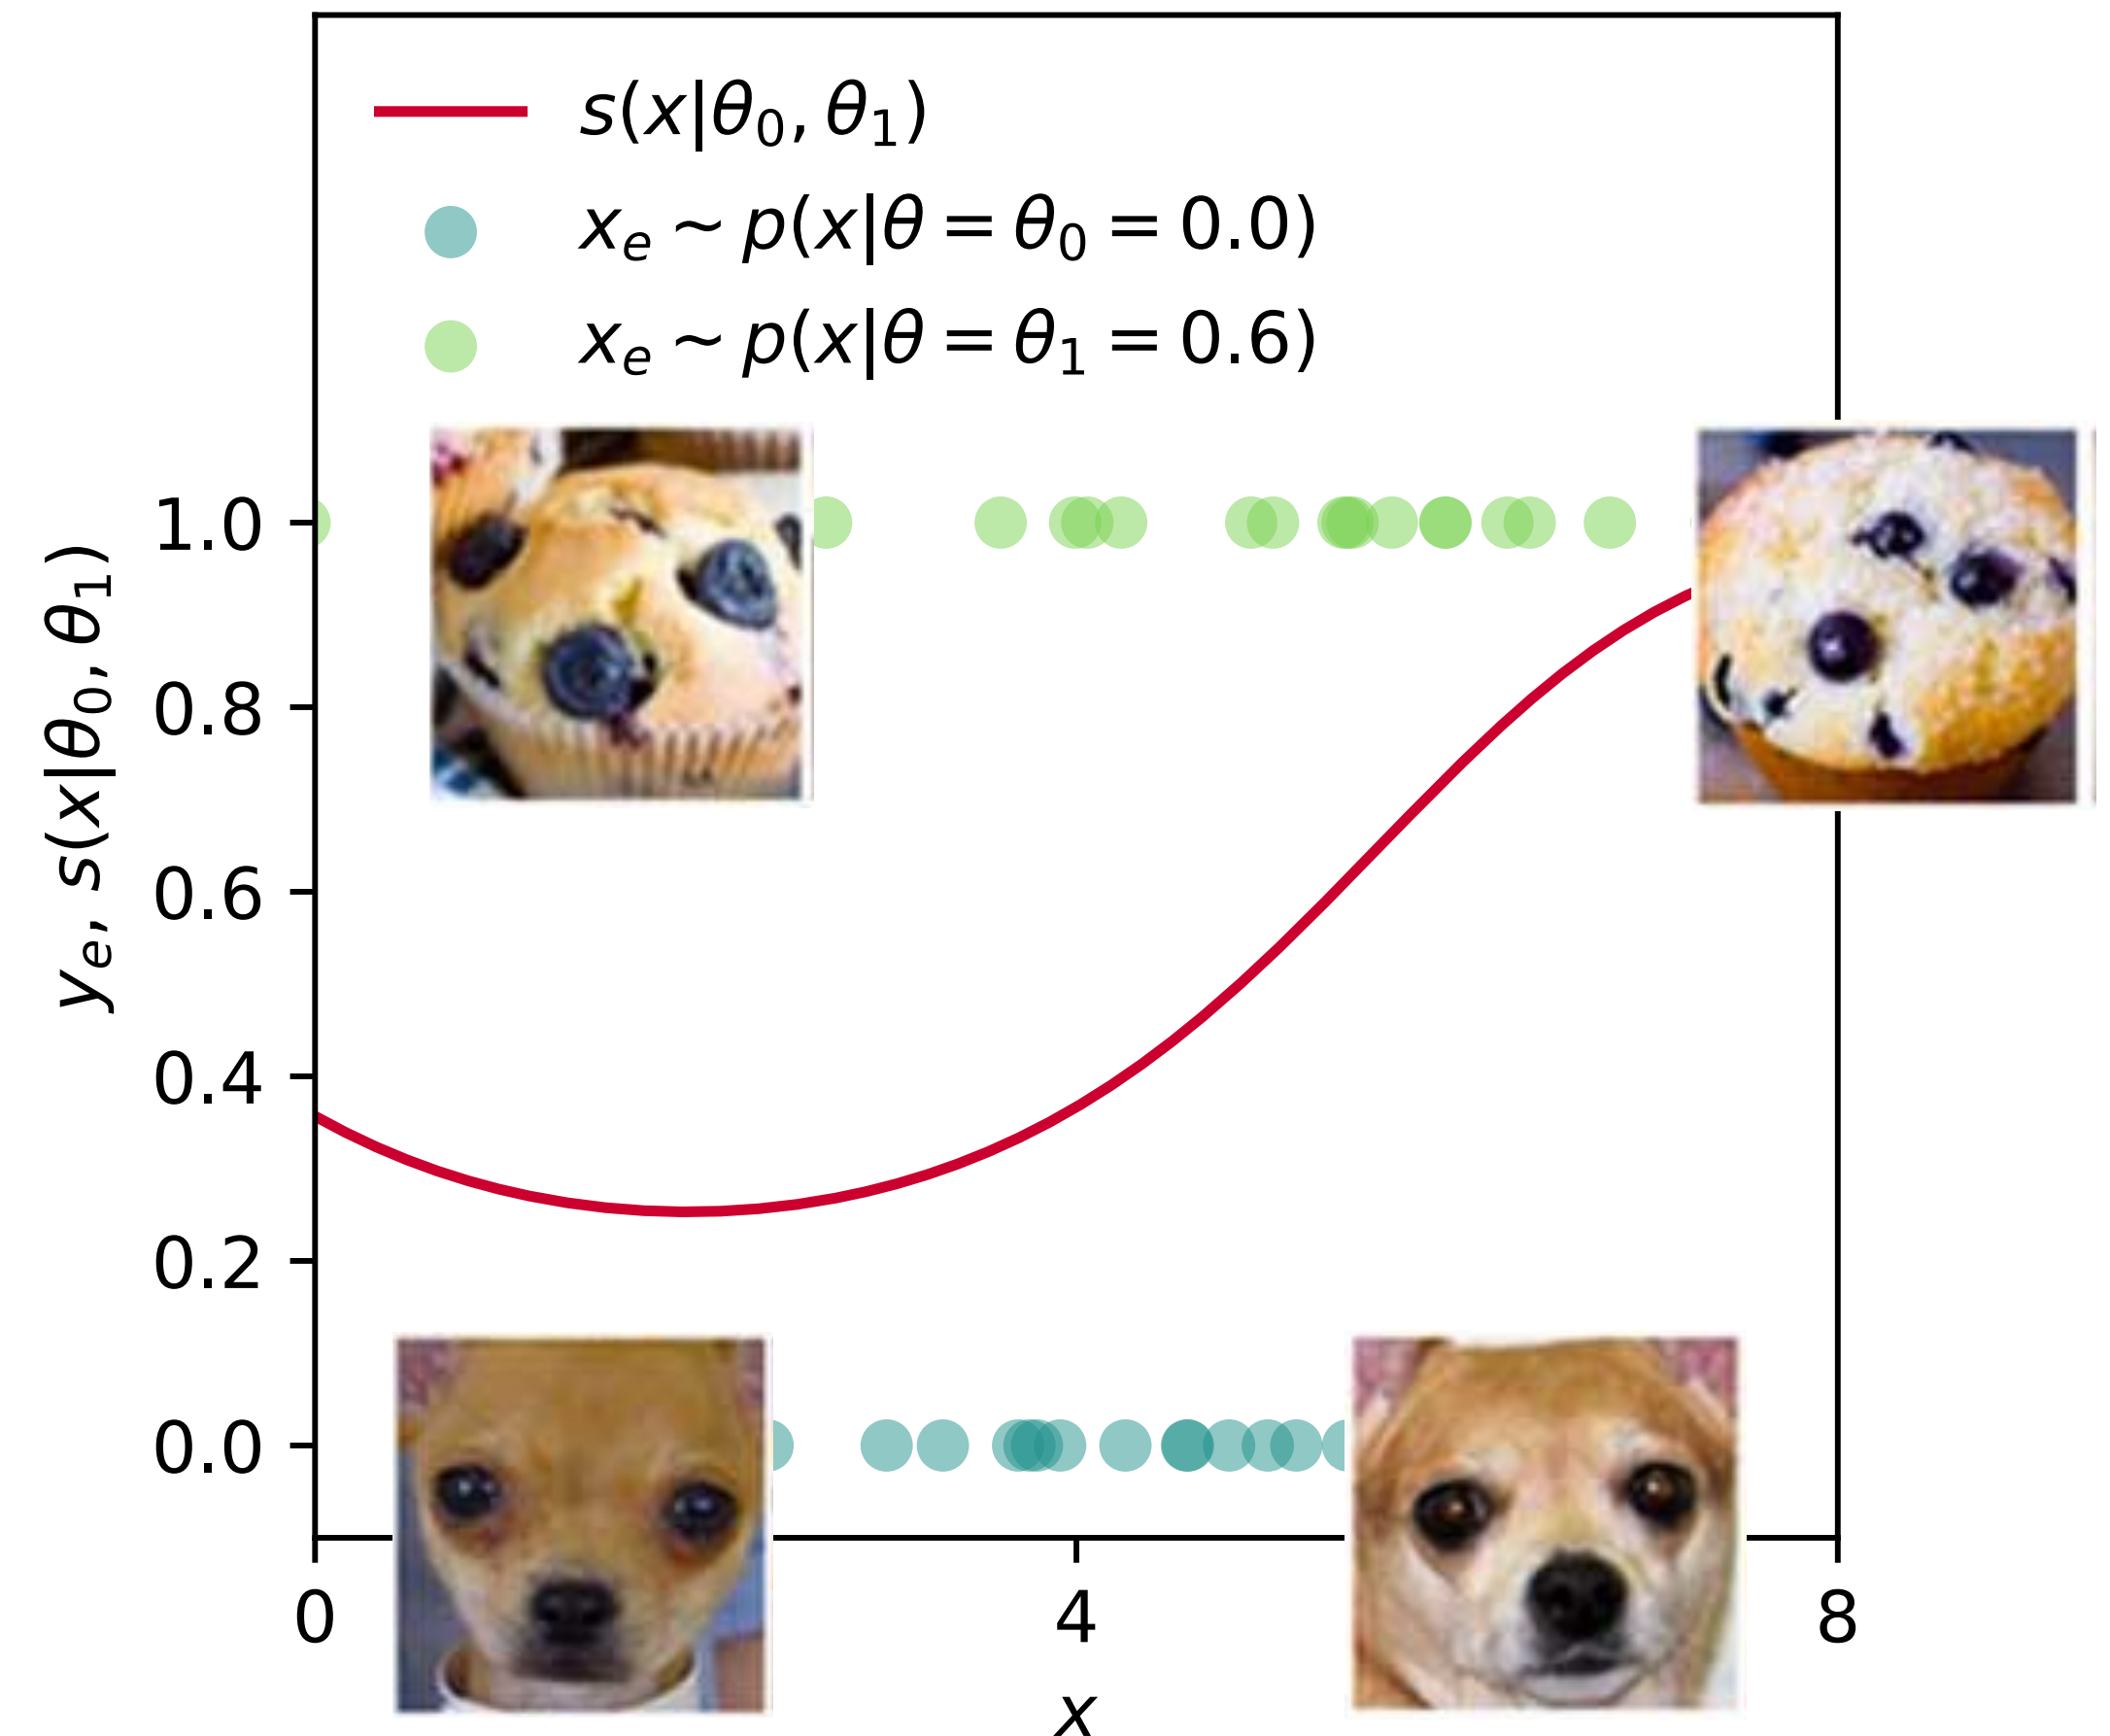 s(x|θ₀, θ₁)
xₑ ~ p(x|θ = θ₀ = 0.0)
xₑ ~ p(x|θ = θ₁ = 0.6)
yₑ, s(x|θ₀, θ₁)
1.0
0.8
0.6
0.4
0.2
0.0
0 4 8
x